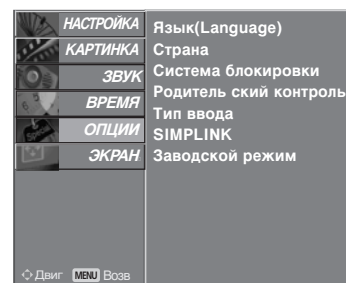 НАСТРОЙКА
КАРТИНКА
ЗВУК
ВРЕМЯ
ОПЦИИ
ЭКРАН
Язык(Language)
Страна
Система блокировки
Родитель ский контроль
Тип ввода
SIMPLINK
Заводской режим
Двиг MENU Возв